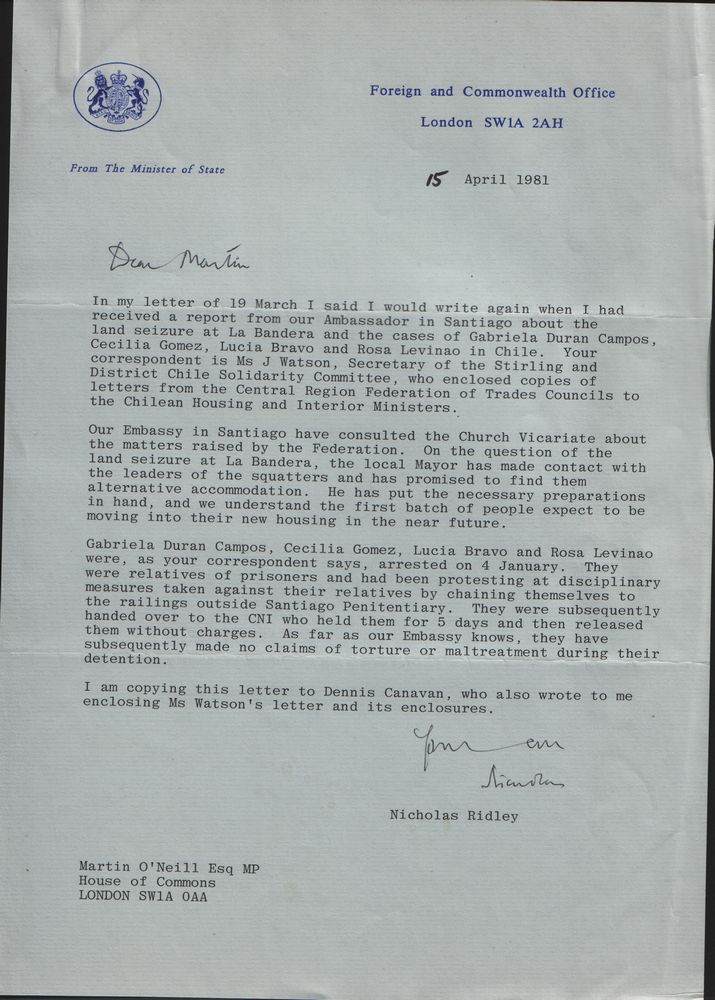 Foreign and Commonwealth Office
London SW1A 2AH
From The Minister of State
15 April 1981
Dear Martin
In my letter of 19 March I said I would write again when I had
received a report from our Ambassador in Santiago about the
land seizure at La Bandera and the cases of Gabriela Duran Campos,
Cecilia Gomez, Lucia Bravo and Rosa Levinao in Chile.  Your
correspondent is Ms J Watson, Secretary of the Stirling and
District Chile Solidarity Committee, who enclosed copies of
letters from the Central Region Federation of Trades Councils to
the Chilean Housing and Interior Ministers.
Our Embassy in Santiago have consulted the Church Vicariate about
the matters raised by the Federation.  On the question of the
land seizure at La Bandera, the local Mayor has made contact with
the leaders of the squatters and has promised to find them
alternative accommodation.  He has put the necessary preparations
in hand, and we understand the first batch of people expect to be
moving into their new housing in the near future.
Gabriela Duran Campos, Cecilia Gomez, Lucia Bravo and Rosa Levinao
were, as your correspondent says, arrested on 4 January.  They
were relatives of prisoners and had been protesting at disciplinary
measures taken against their relatives by chaining themselves to
the railings outside Santiago Penitentiary.  They were subsequently
handed over to the CNI who held them for 5 days and then released
them without charges.  As far as our Embassy knows, they have
subsequently made no claims of torture or maltreatment during their
detention.
I am copying this letter to Dennis Canavan, who also wrote to me
enclosing Ms Watson's letter and its enclosures.
Yours ever
Nicholas
Nicholas Ridley
Martin O'Neill Esq MP
House of Commons
LONDON SW1A 0AA